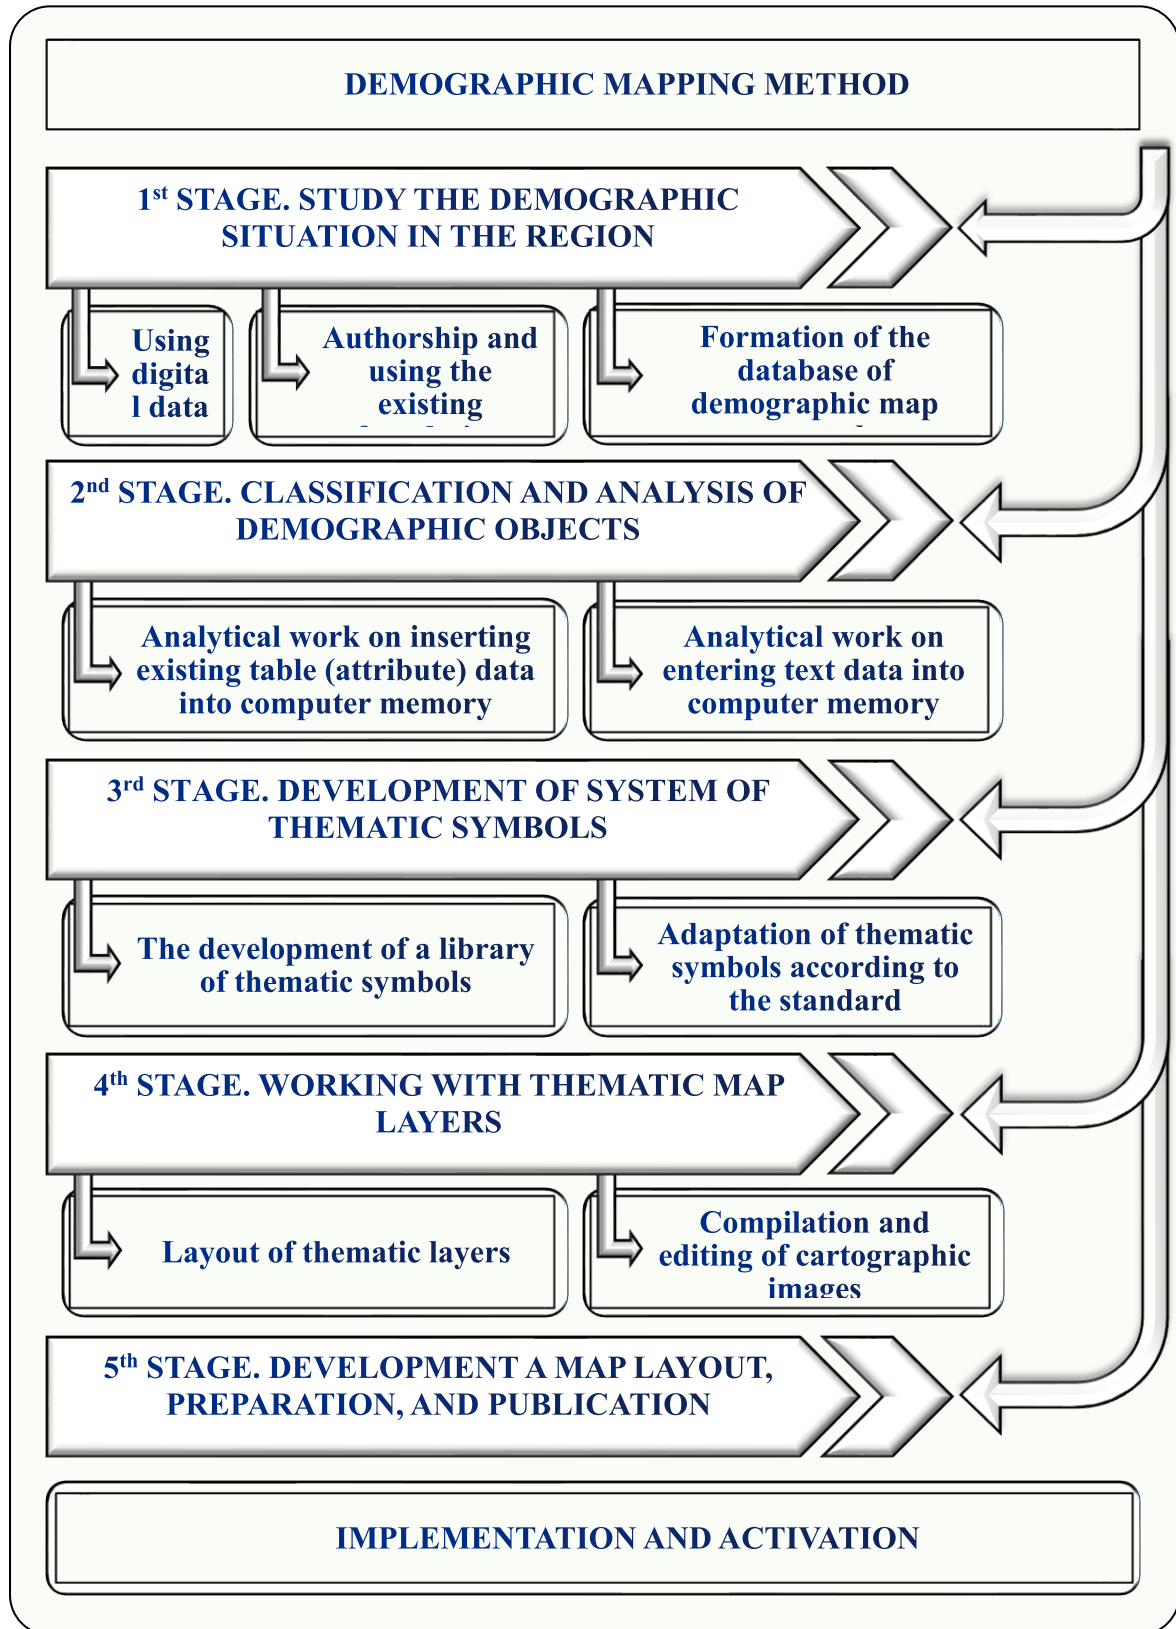 DEMOGRAPHIC MAPPING METHOD
1st STAGE. STUDY THE DEMOGRAPHIC
SITUATION IN THE REGION
Using
digita
l data
Authorship and
using the
existing
Formation of the
database of
demographic map
2nd STAGE. CLASSIFICATION AND ANALYSIS OF
DEMOGRAPHIC OBJECTS
Analytical work on inserting
existing table (attribute) data
into computer memory
Analytical work on
entering text data into
computer memory
3rd STAGE. DEVELOPMENT OF SYSTEM OF
THEMATIC SYMBOLS
The development of a library
of thematic symbols
Adaptation of thematic
symbols according to
the standard
4th STAGE. WORKING WITH THEMATIC MAP
LAYERS
Layout of thematic layers
Compilation and
editing of cartographic
images
5th STAGE. DEVELOPMENT A MAP LAYOUT,
PREPARATION, AND PUBLICATION
IMPLEMENTATION AND ACTIVATION